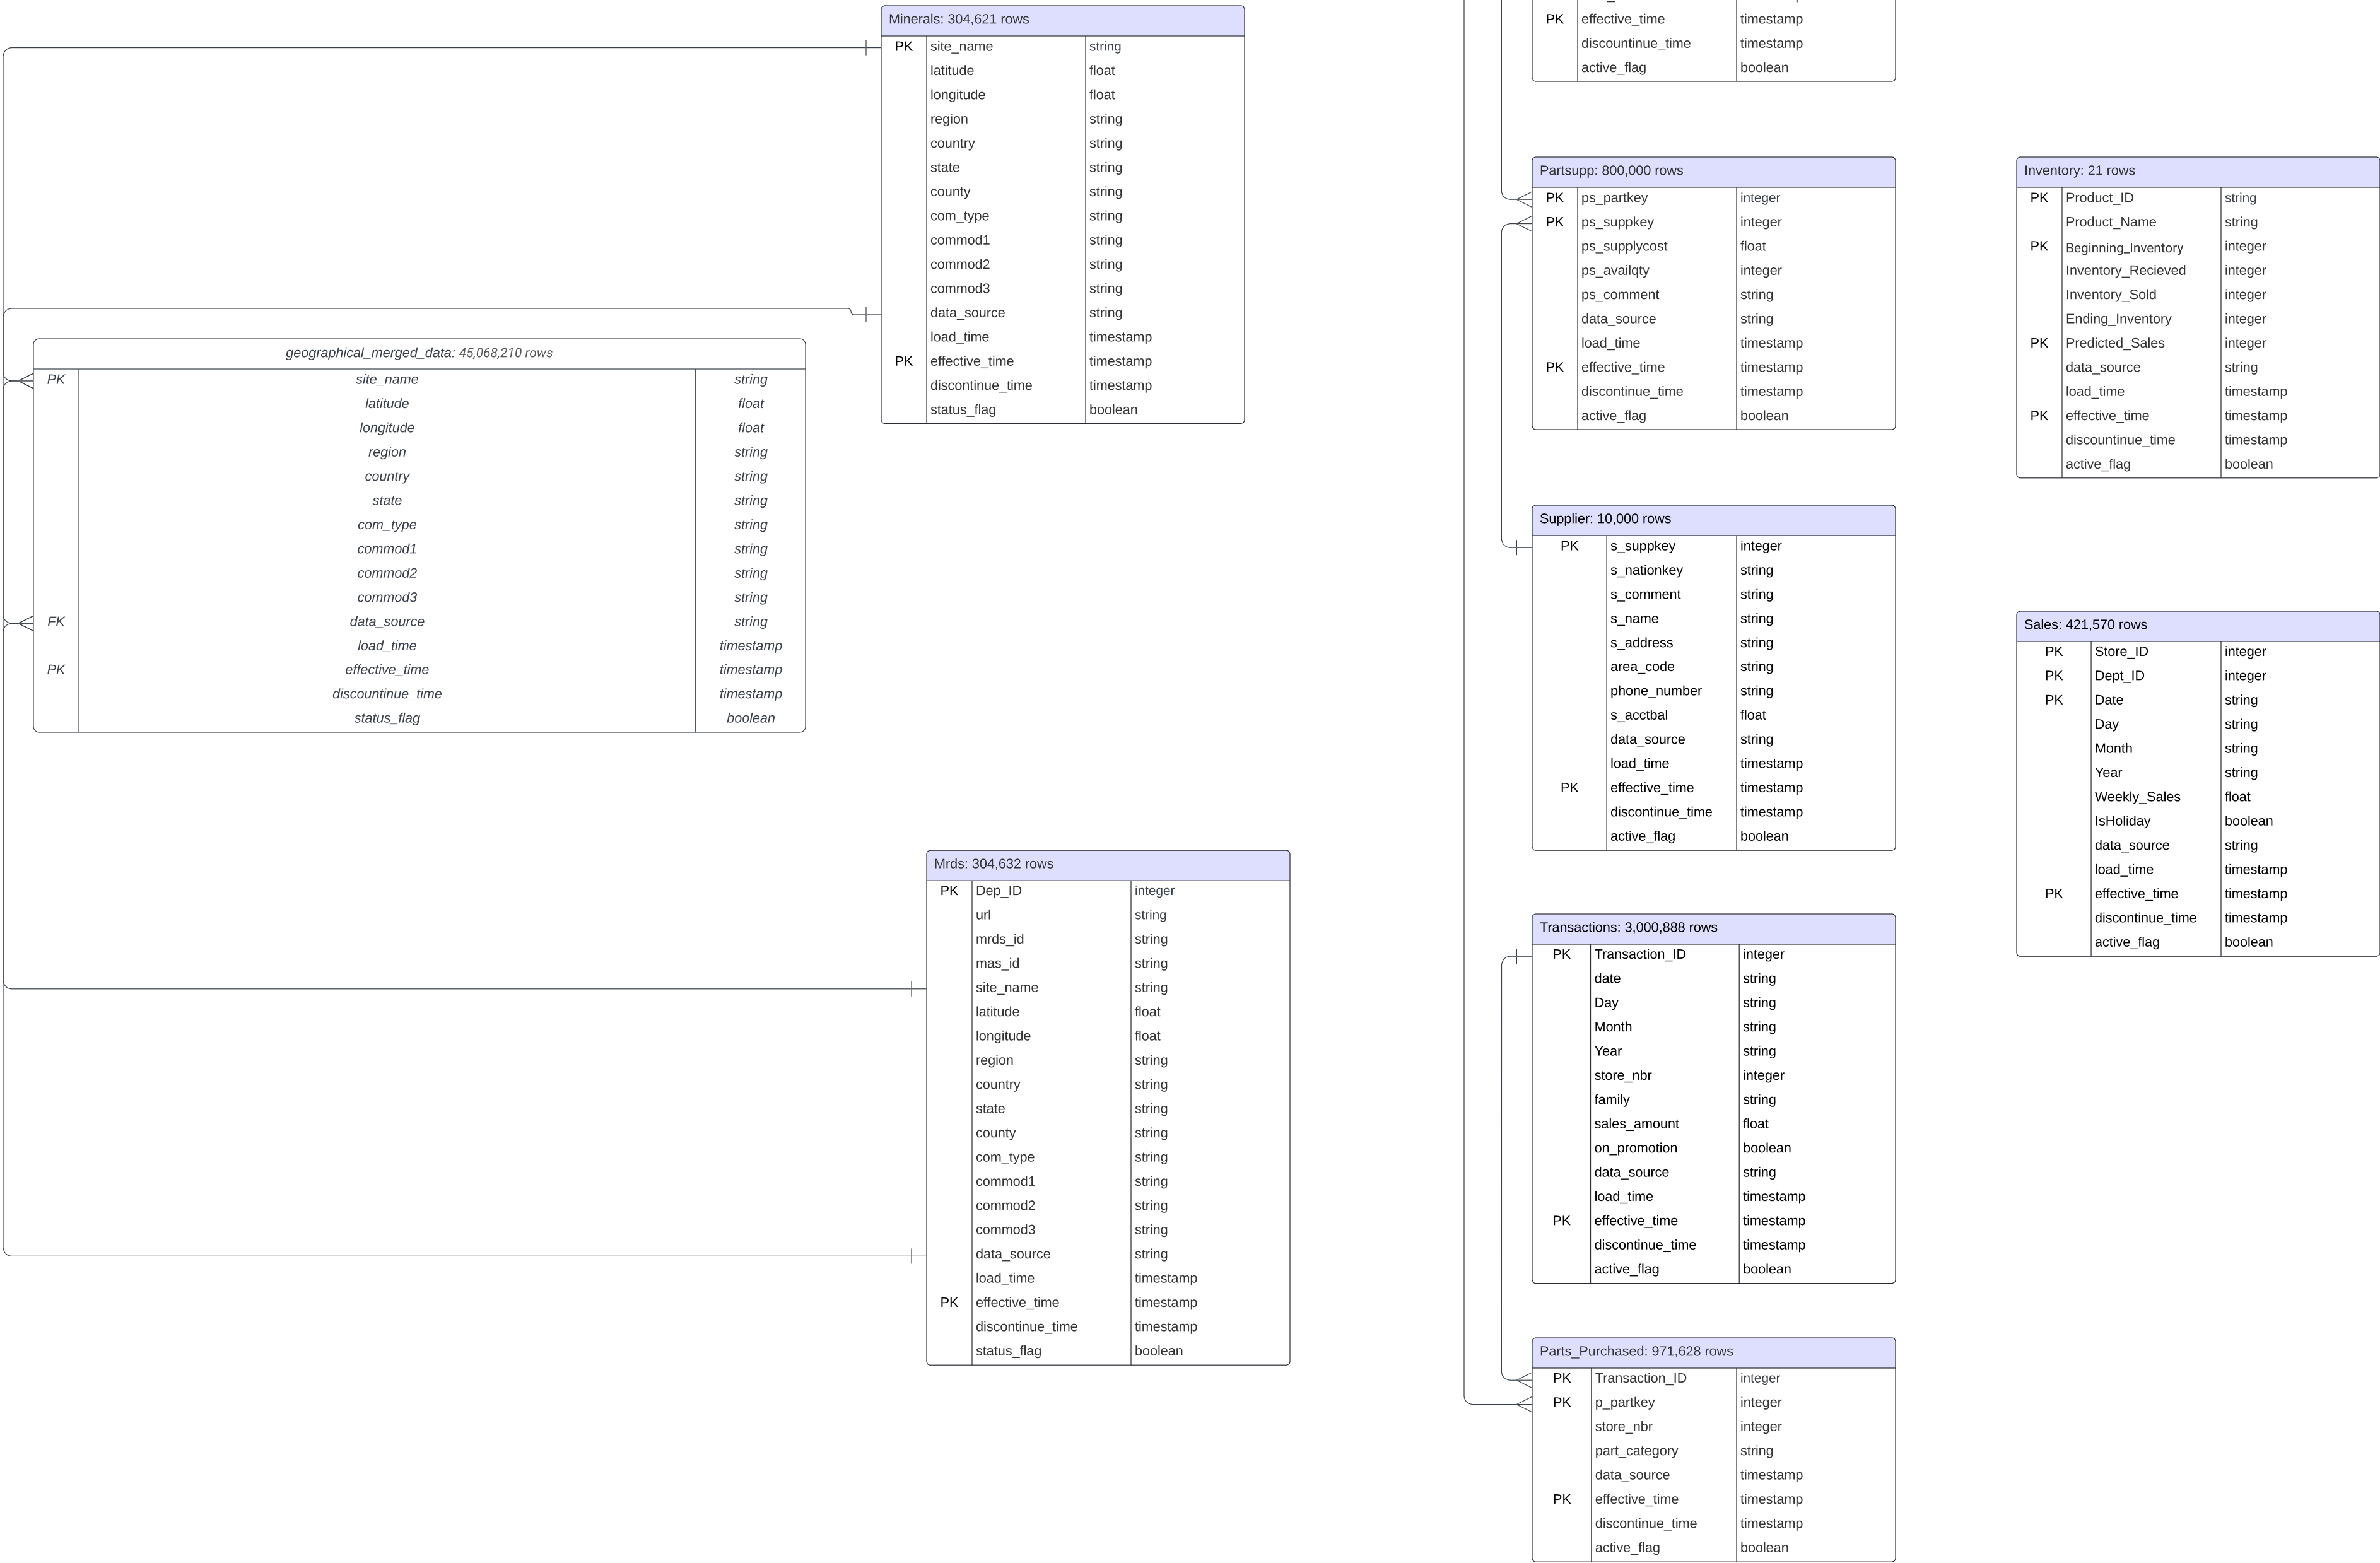 Minerals: 304,621 rows
PK site_name string
latitude float
longitude float
region string
country string
state string
county string
com_type string
commod1 string
commod2 string
commod3 string
data_source string
load_time timestamp
PK effective_time timestamp
discontinue_time timestamp
status_flag boolean
geographical_merged_data: 45,068,210 rows
PK site_name string
latitude float
longitude float
region string
country string
state string
com_type string
commod1 string
commod2 string
commod3 string
FK data_source string
load_time timestamp
PK effective_time timestamp
discountinue_time timestamp
status_flag boolean
Mrds: 304,632 rows
PK Dep_ID integer
url string
mrds_id string
mas_id string
site_name string
latitude float
longitude float
region string
country string
state string
county string
com_type string
commod1 string
commod2 string
commod3 string
data_source string
load_time timestamp
PK effective_time timestamp
discontinue_time timestamp
status_flag boolean
PK effective_time timestamp
discountinue_time timestamp
active_flag boolean
Partsupp: 800,000 rows
PK ps_partkey integer
PK ps_suppkey integer
ps_supplycost float
ps_availqty integer
ps_comment string
data_source string
load_time timestamp
PK effective_time timestamp
discontinue_time timestamp
active_flag boolean
Supplier: 10,000 rows
PK s_suppkey integer
s_nationkey string
s_comment string
s_name string
s_address string
area_code string
phone_number string
s_acctbal float
data_source string
load_time timestamp
PK effective_time timestamp
discontinue_time timestamp
active_flag boolean
Transactions: 3,000,888 rows
PK Transaction_ID integer
date string
Day string
Month string
Year string
store_nbr integer
family string
sales_amount float
on_promotion boolean
data_source string
load_time timestamp
PK effective_time timestamp
discontinue_time timestamp
active_flag boolean
Parts_Purchased: 971,628 rows
PK Transaction_ID integer
PK p_partkey integer
store_nbr integer
part_category string
data_source timestamp
PK effective_time timestamp
discontinue_time timestamp
active_flag boolean
Inventory: 21 rows
PK Product_ID string
Product_Name string
PK Beginning_Inventory integer
Inventory_Recieved integer
Inventory_Sold integer
Ending_Inventory integer
PK Predicted_Sales integer
data_source string
load_time timestamp
PK effective_time timestamp
discountinue_time timestamp
active_flag boolean
Sales: 421,570 rows
PK Store_ID integer
PK Dept_ID integer
PK Date string
Day string
Month string
Year string
Weekly_Sales float
IsHoliday boolean
data_source string
load_time timestamp
PK effective_time timestamp
discontinue_time timestamp
active_flag boolean